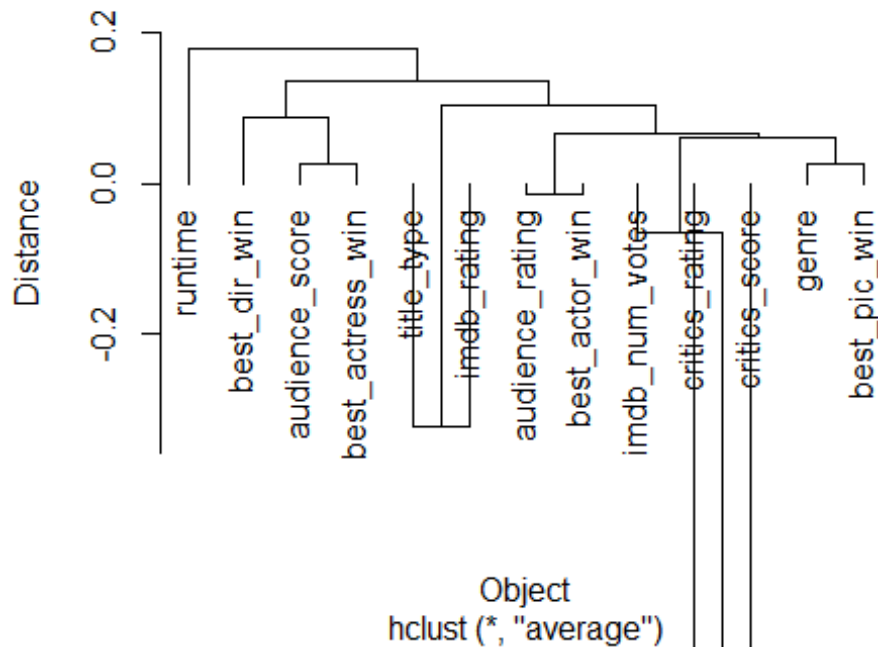 0.2
0.0
-0.2
Distance
runtime
best_dir_win
audience_score
best_actress_win
title_type
imdb_rating
audience_rating
best_actor_win
imdb_num_votes
critics_rating
critics_score
genre
best_pic_win
Object
hclust (*, "average")